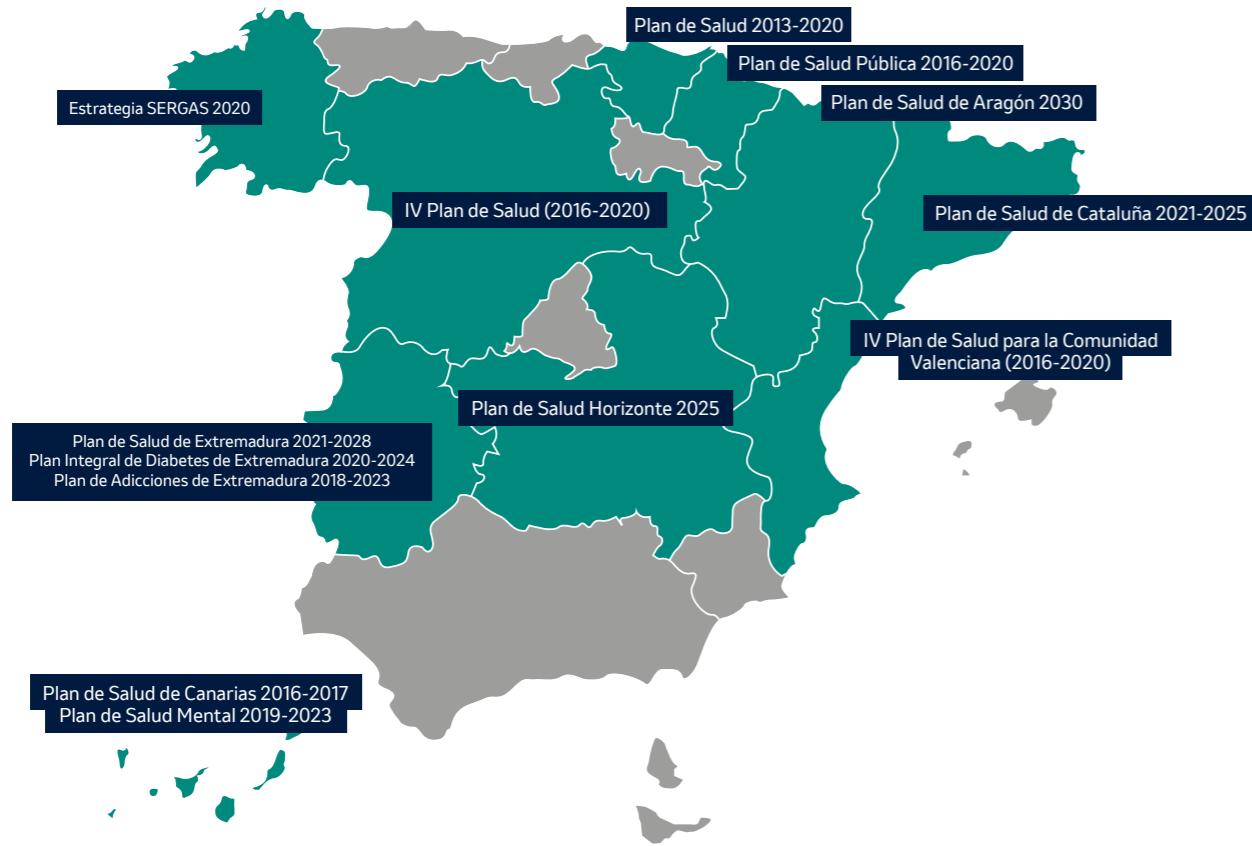 Plan de Salud 2013-2020
Plan de Salud Pública 2016-2020
Plan de Salud de Aragón 2030
Estrategia SERGAS 2020
IV Plan de Salud (2016-2020)
Plan de Salud de Cataluña 2021-2025
IV Plan de Salud para la Comunidad
Valenciana (2016-2020)
Plan de Salud Horizonte 2025
Plan de Salud de Extremadura 2021-2028
Plan Integral de Diabetes de Extremadura 2020-2024
Plan de Adicciones de Extremadura 2018-2023
Plan de Salud de Canarias 2016-2017
Plan de Salud Mental 2019-2023